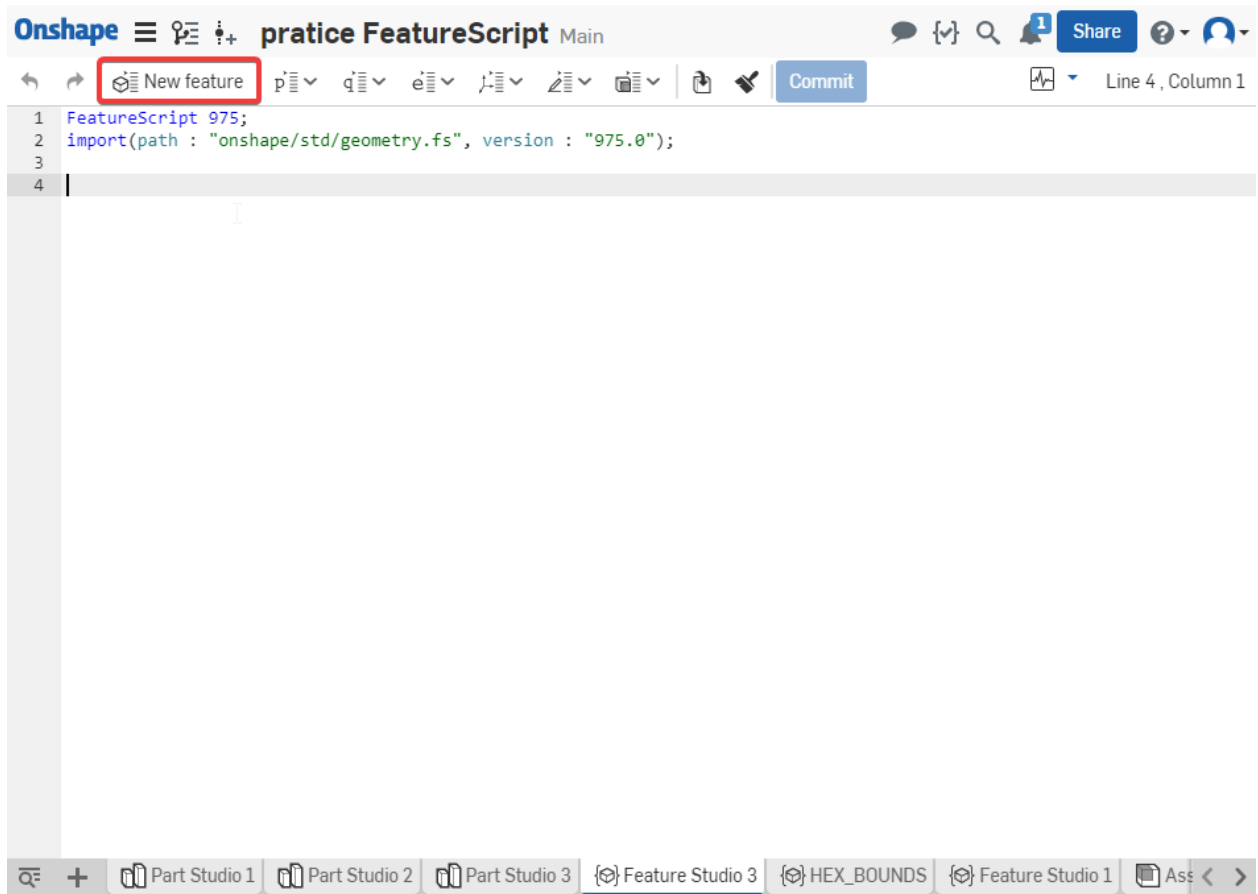 Onshape pratice FeatureScript Main 1 Share
New feature p q e Commit Line 4 , Column 1
1 FeatureScript 975;
2 import(path : "onshape/std/geometry.fs", version : "975.0");
3
4
Part Studio 1 Part Studio 2 Part Studio 3 Feature Studio 3 HEX_BOUNDS Feature Studio 1 Ass